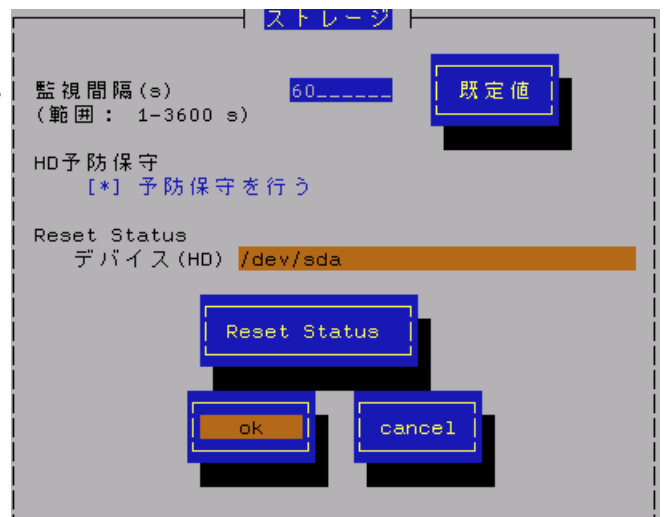 ストレージ
監視間隔(s) 60______ 既定値
(範囲： 1-3600 s)
HD予防保守
[*] 予防保守を行う
Reset Status
デバイス(HD) /dev/sda
Reset Status
ok cancel